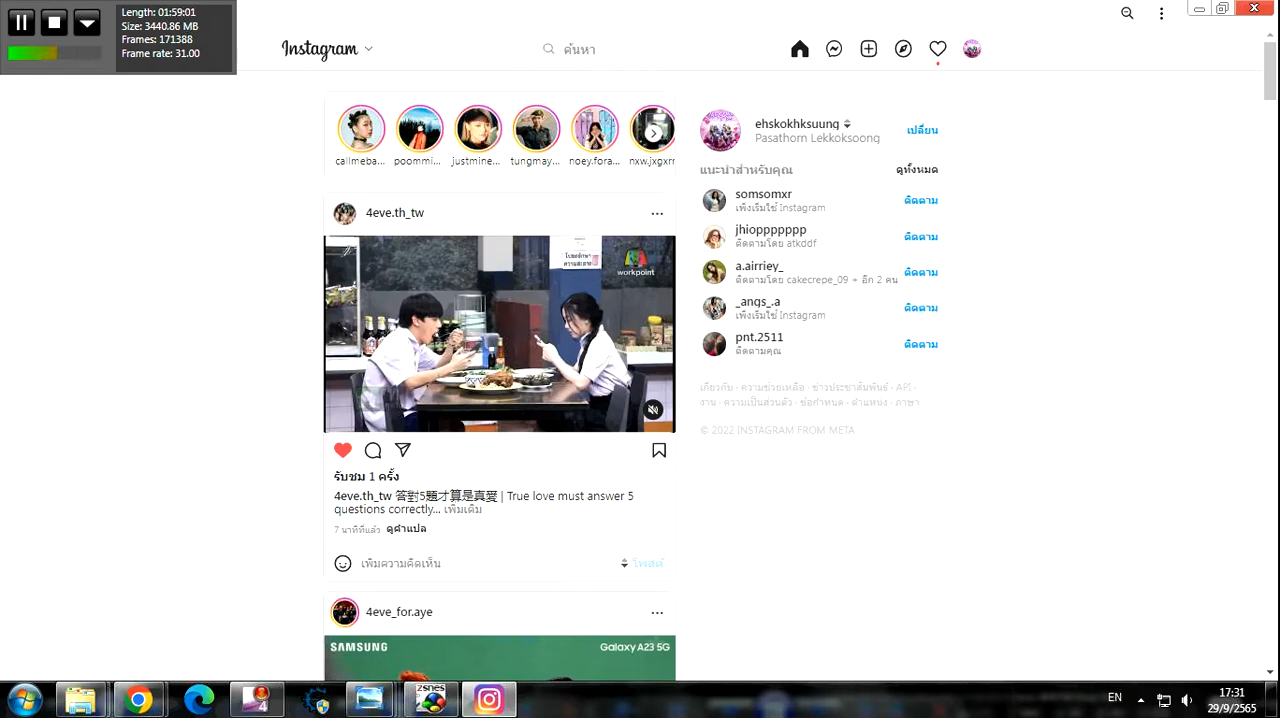 Length: 01:59:01
Size: 3440.86 MB
Frames: 171388
Frame rate: 31.00
Instagram
ค้นหา
callmeba...
poommi...
justmine...
tungmay...
noey.fora...
nxw.jxgxrr
ehskokhksuung
Pasathorn Lekkoksoong
เปลี่ยน
แนะนำสำหรับคุณ
ดูทั้งหมด
somsomxr
เพิ่งเริ่มใช้ Instagram
ติดตาม
jhioppppppp
ติดตามโดย atkddf
ติดตาม
a.airriey_
ติดตามโดย cakecrepe_09 + อีก 2 คน
ติดตาม
_angs_.a
เพิ่งเริ่มใช้ Instagram
ติดตาม
pnt.2511
ติดตามคุณ
ติดตาม
เกี่ยวกับ · ความช่วยเหลือ · ข่าวประชาสัมพันธ์ · API ·
งาน · ความเป็นส่วนตัว · ข้อกำหนด · ตำแหน่ง · ภาษา
© 2022 INSTAGRAM FROM META
4eve.th_tw
workpoint
รับชม 1 ครั้ง
4eve.th_tw 答對5題才算是真愛 | True love must answer 5
questions correctly... เพิ่มเติม
7 นาทีที่แล้ว ดูคำแปล
เพิ่มความคิดเห็น
โพสต์
4eve_for.aye
SAMSUNG
Galaxy A23 5G
4
ZSNES
EN
17:31
29/9/2565